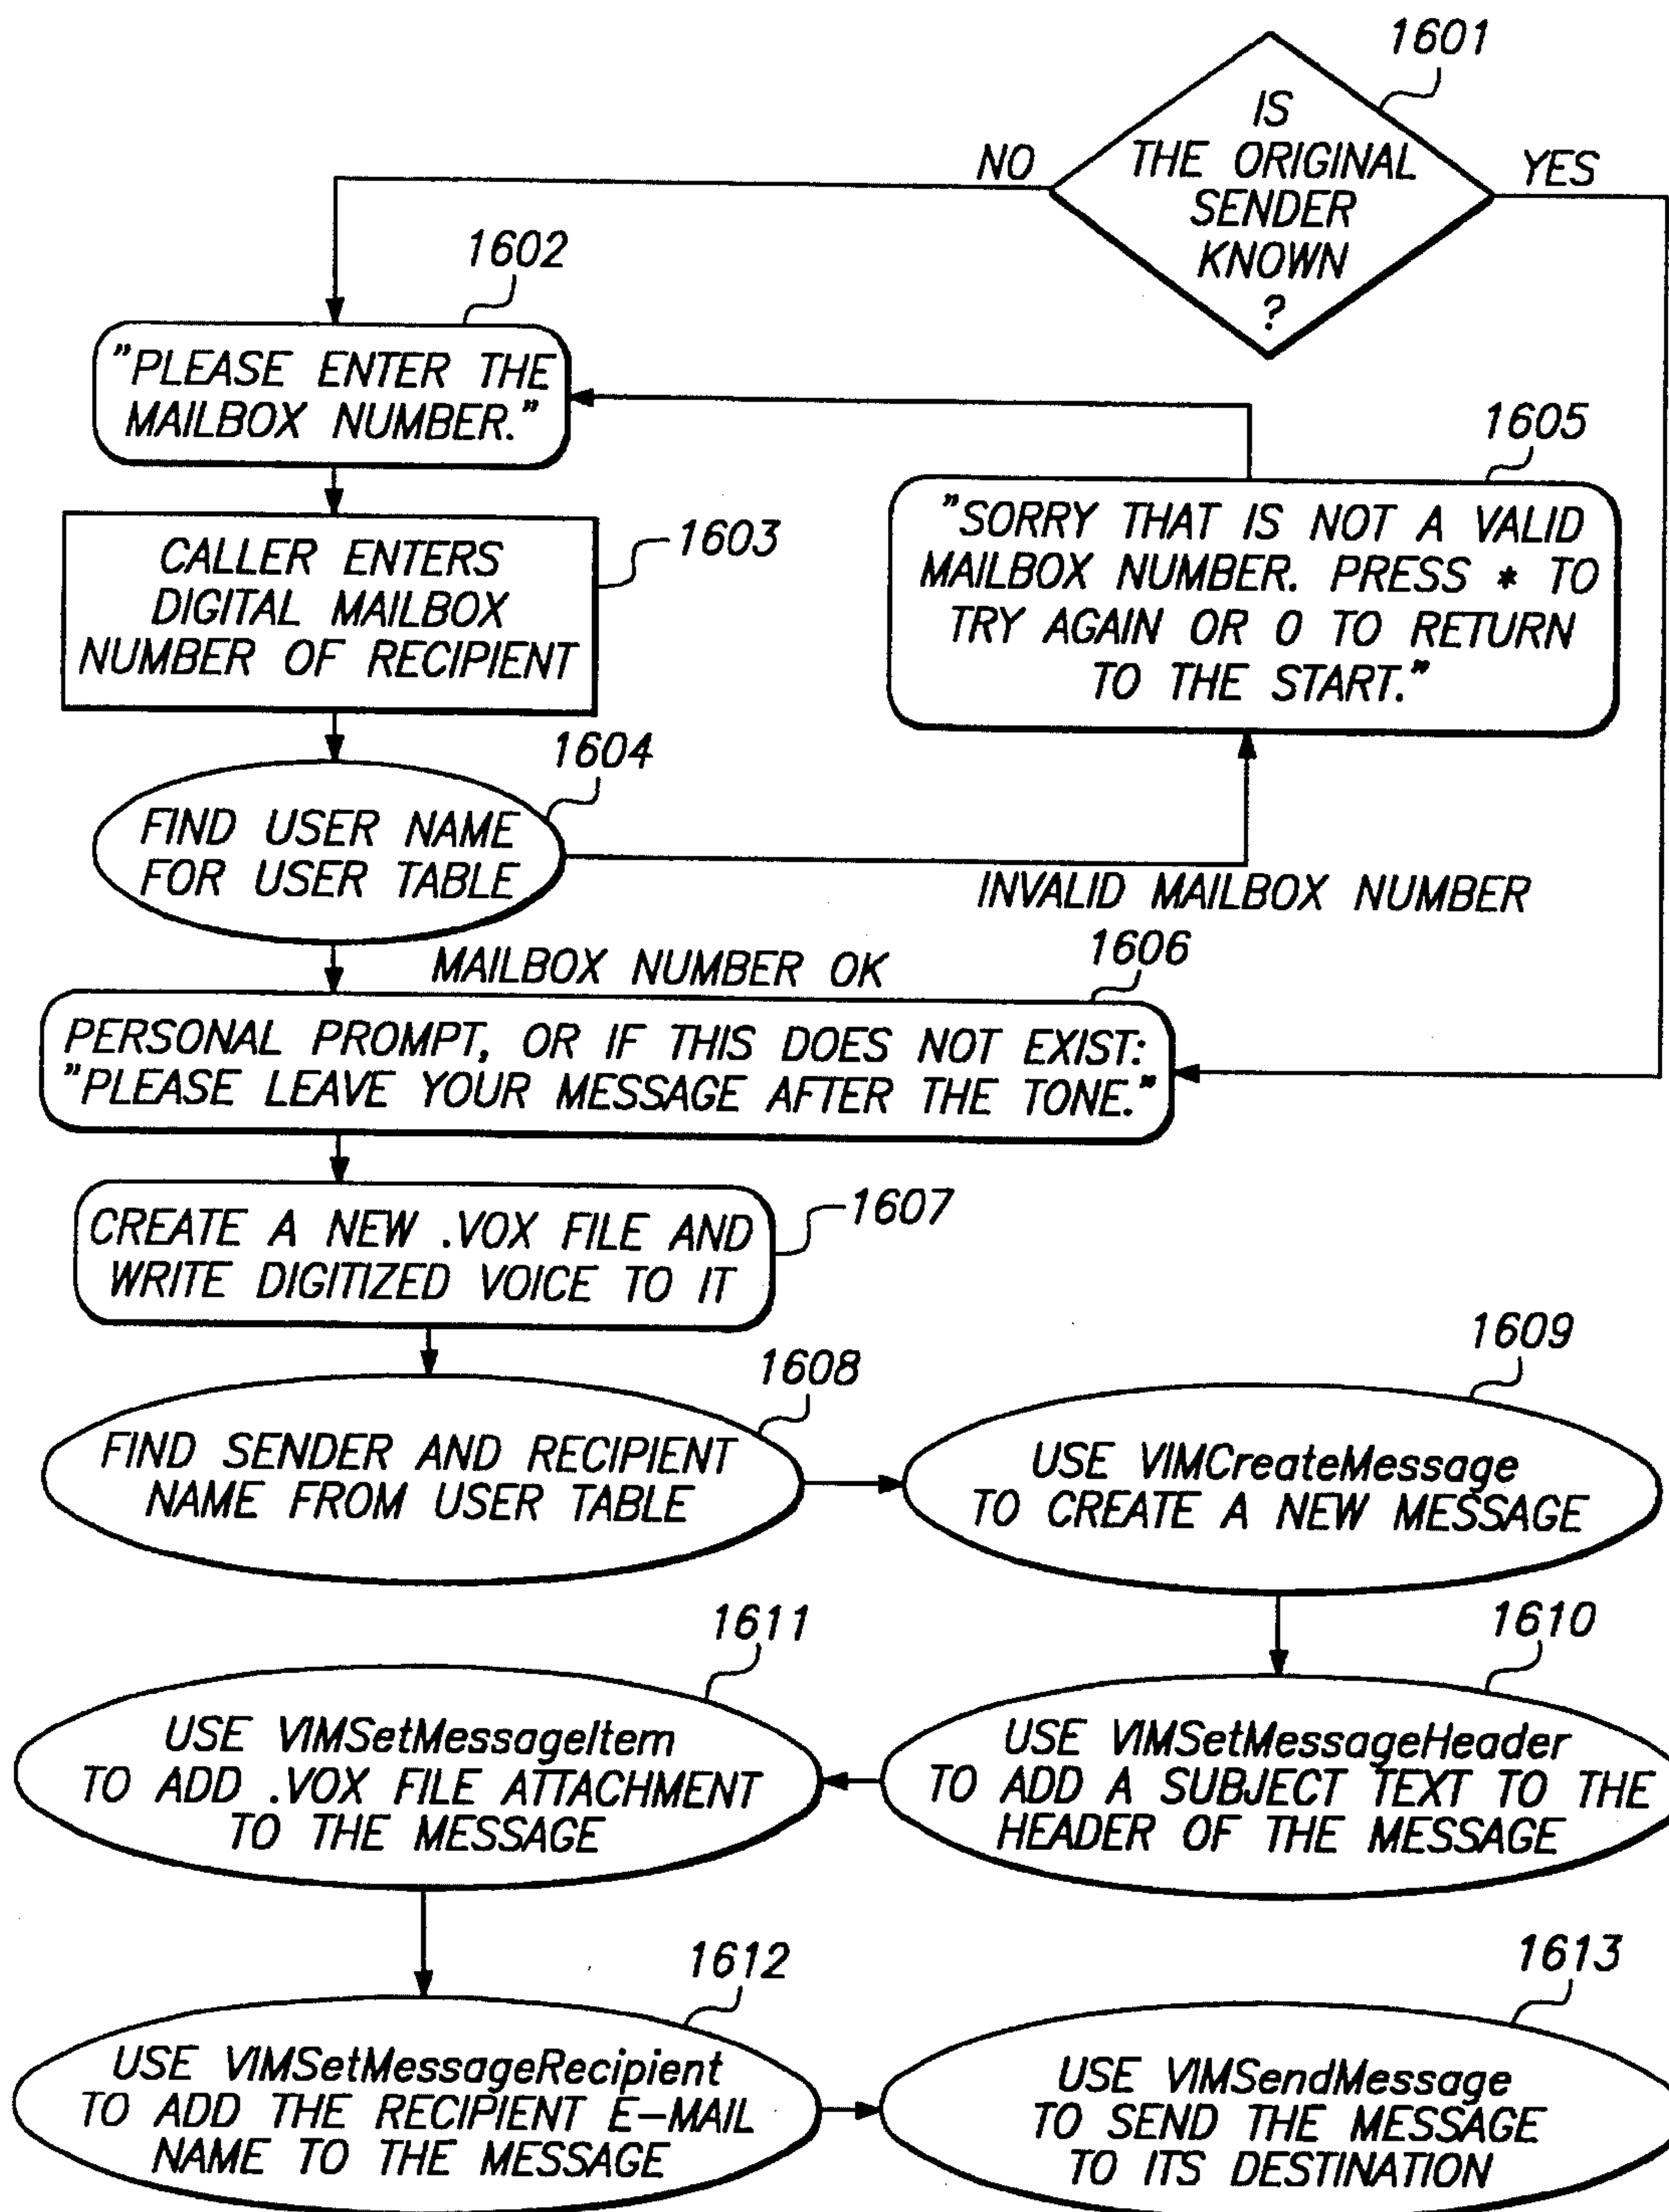 1601
IS
THE ORIGINAL
SENDER
KNOWN
?
NO
YES
1602
"PLEASE ENTER THE
MAILBOX NUMBER."
1605
"SORRY THAT IS NOT A VALID
MAILBOX NUMBER. PRESS * TO
TRY AGAIN OR 0 TO RETURN
TO THE START."
1603
CALLER ENTERS
DIGITAL MAILBOX
NUMBER OF RECIPIENT
1604
FIND USER NAME
FOR USER TABLE
INVALID MAILBOX NUMBER
MAILBOX NUMBER OK
1606
PERSONAL PROMPT, OR IF THIS DOES NOT EXIST:
"PLEASE LEAVE YOUR MESSAGE AFTER THE TONE."
1607
CREATE A NEW .VOX FILE AND
WRITE DIGITIZED VOICE TO IT
1608
FIND SENDER AND RECIPIENT
NAME FROM USER TABLE
1609
USE VIMCreateMessage
TO CREATE A NEW MESSAGE
1610
USE VIMSetMessageHeader
TO ADD A SUBJECT TEXT TO THE
HEADER OF THE MESSAGE
1611
USE VIMSetMessageItem
TO ADD .VOX FILE ATTACHMENT
TO THE MESSAGE
1612
USE VIMSetMessageRecipient
TO ADD THE RECIPIENT E-MAIL
NAME TO THE MESSAGE
1613
USE VIMSendMessage
TO SEND THE MESSAGE
TO ITS DESTINATION